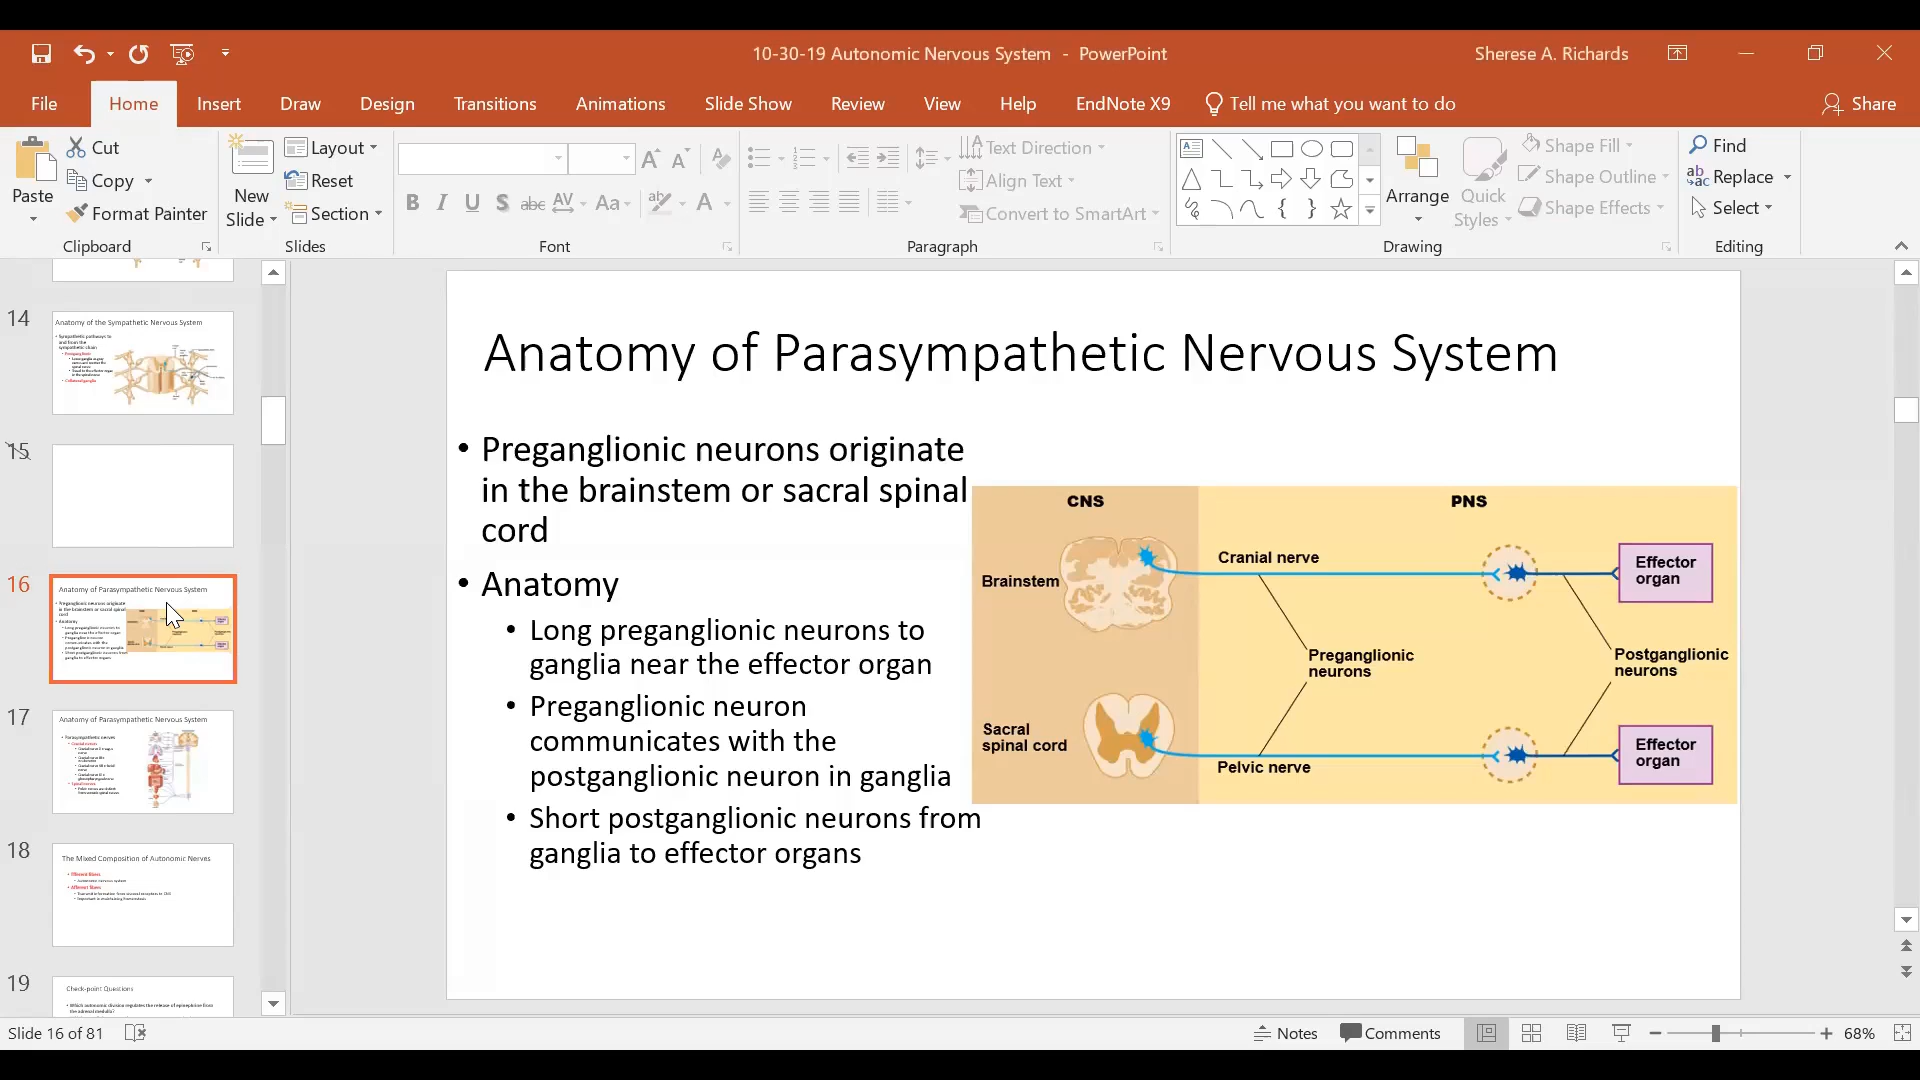 10-30-19 Autonomic Nervous System - PowerPoint
Sherese A. Richards
File Home Insert Draw Design Transitions Animations Slide Show Review View Help EndNote X9 Tell me what you want to do Share
Paste
Cut
Copy
Format Painter
Clipboard
New Slide
Layout
Reset
Section
Slides
B I U S abc AV Aa A
Font
Text Direction
Align Text
Convert to SmartArt
Paragraph
Arrange
Quick Styles
Shape Fill
Shape Outline
Shape Effects
Drawing
Find
Replace
Select
Editing
14
Anatomy of the Sympathetic Nervous System
15
16
Anatomy of Parasympathetic Nervous System
17
Anatomy of Parasympathetic Nervous System
18
The Mixed Composition of Autonomic Nerves
19
Check-point Questions
Anatomy of Parasympathetic Nervous System
• Preganglionic neurons originate
in the brainstem or sacral spinal
cord
• Anatomy
• Long preganglionic neurons to
ganglia near the effector organ
• Preganglionic neuron
communicates with the
postganglionic neuron in ganglia
• Short postganglionic neurons from
ganglia to effector organs
CNS
PNS
Brainstem
Cranial nerve
Effector
organ
Preganglionic
neurons
Postganglionic
neurons
Sacral
spinal cord
Pelvic nerve
Effector
organ
Slide 16 of 81
Notes
Comments
68%